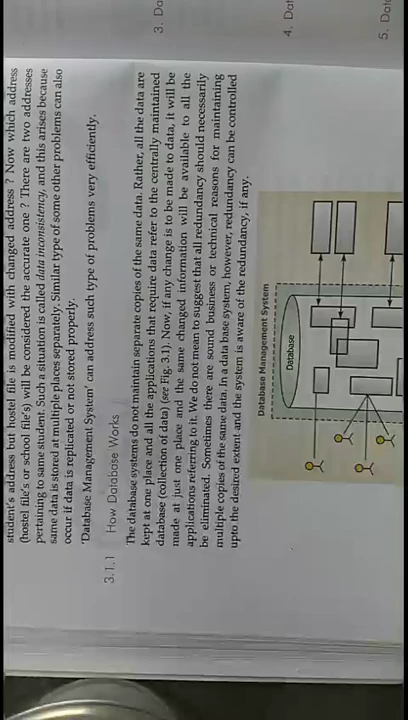 student's address but hostel file is modified with changed address ? Now which address
(hostel file's or school file's) will be considered the accurate one ? There are two addresses
pertaining to same student. Such a situation is called data inconsistency, and this arises because
same data is stored at multiple places separately. Similar type of some other problems can also
occur if data is replicated or not stored properly.
'Database Management System' can address such type of problems very efficiently.
3.1.1 How Database Works
The database systems do not maintain separate copies of the same data. Rather, all the data are
kept at one place and all the applications that require data refer to the centrally maintained
database (collection of data) (see Fig. 3.1). Now, if any change is to be made to data, it will be
made at just one place and the same changed information will be available to all the
applications referring to it. We do not mean to suggest that all redundancy should necessarily
be eliminated. Sometimes there are sound business or technical reasons for maintaining
multiple copies of the same data. In a data base system, however, redundancy can be controlled
upto the desired extent and the system is aware of the redundancy, if any.
Database Management System
Database
3. Da
4. Dat
5. Data